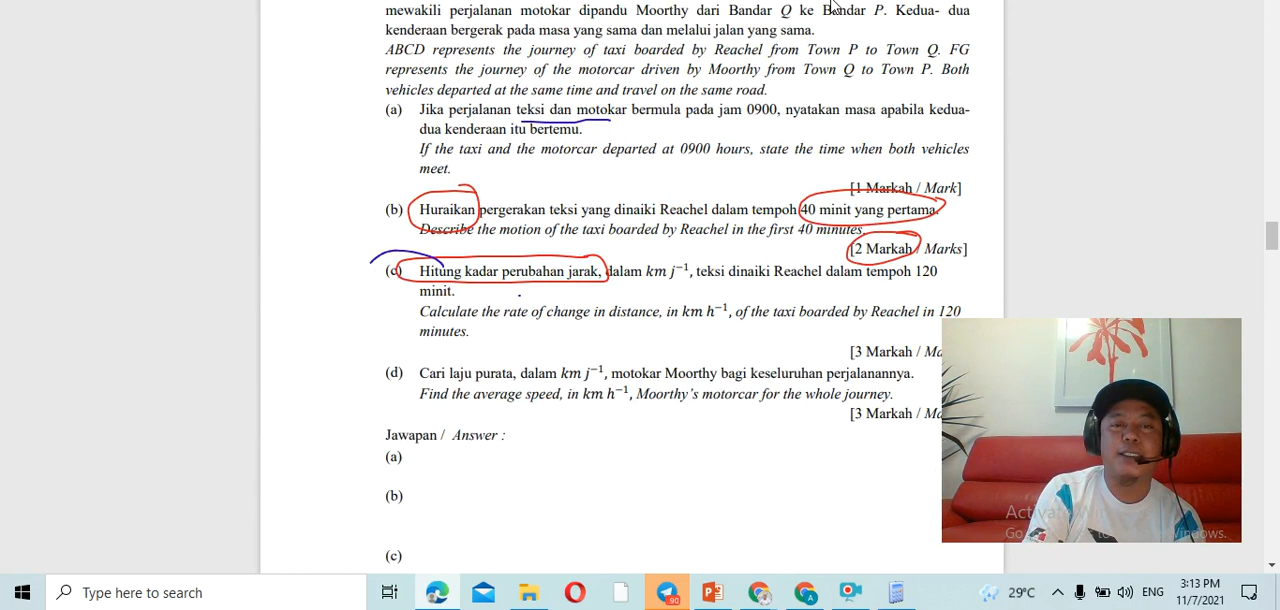 mewakili perjalanan motokar dipandu Moorthy dari Bandar Q ke Bandar P. Kedua- dua
kenderaan bergerak pada masa yang sama dan melalui jalan yang sama.
ABCD represents the journey of taxi boarded by Reachel from Town P to Town Q. FG
represents the journey of the motorcar driven by Moorthy from Town Q to Town P. Both
vehicles departed at the same time and travel on the same road.
(a) Jika perjalanan teksi dan motokar bermula pada jam 0900, nyatakan masa apabila kedua-
dua kenderaan itu bertemu.
If the taxi and the motorcar departed at 0900 hours, state the time when both vehicles
meet.
[1 Markah / Mark]
(b) Huraikan pergerakan teksi yang dinaiki Reachel dalam tempoh 40 minit yang pertama.
Describe the motion of the taxi boarded by Reachel in the first 40 minutes.
[2 Markah / Marks]
(c) Hitung kadar perubahan jarak, dalam km j⁻¹, teksi dinaiki Reachel dalam tempoh 120
minit.
Calculate the rate of change in distance, in km h⁻¹, of the taxi boarded by Reachel in 120
minutes.
[3 Markah /
(d) Cari laju purata, dalam km j⁻¹, motokar Moorthy bagi keseluruhan perjalanannya.
Find the average speed, in km h⁻¹, Moorthy's motorcar for the whole journey.
[3 Markah /
Jawapan / Answer :
(a)
(b)
(c)
Type here to search
90
29°C
ENG
3:13 PM
11/7/2021